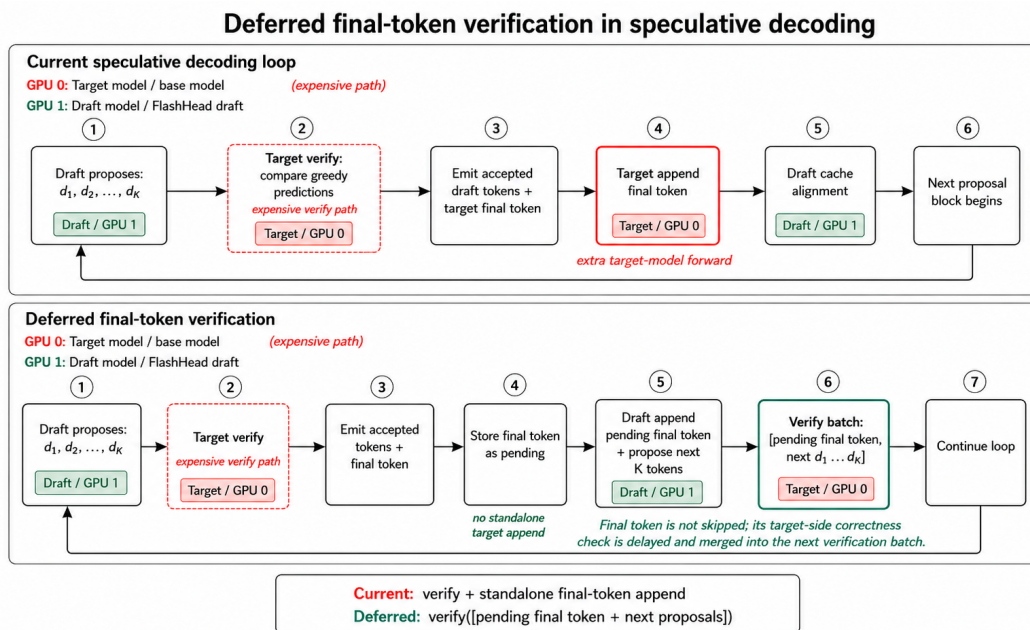 Deferred final-token verification in speculative decoding
Current speculative decoding loop
GPU 0: Target model / base model (expensive path)
GPU 1: Draft model / FlashHead draft
1
Draft proposes:
d₁, d₂, …, d_K
Draft / GPU 1
2
Target verify:
compare greedy
predictions
expensive verify path
Target / GPU 0
3
Emit accepted
draft tokens +
target final token
4
Target append
final token
Target / GPU 0
extra target-model forward
5
Draft cache
alignment
Draft / GPU 1
6
Next proposal
block begins
Deferred final-token verification
GPU 0: Target model / base model (expensive path)
GPU 1: Draft model / FlashHead draft
1
Draft proposes:
d₁, d₂, …, d_K
Draft / GPU 1
2
Target verify
expensive verify path
Target / GPU 0
3
Emit accepted
tokens +
final token
4
Store final token
as pending
no standalone
target append
5
Draft append
pending final token
+ propose next
K tokens
Draft / GPU 1
6
Verify batch:
[pending final token,
next d₁ … d_K]
Target / GPU 0
Final token is not skipped; its target-side correctness
check is delayed and merged into the next verification batch.
7
Continue loop
Current: verify + standalone final-token append
Deferred: verify([pending final token + next proposals])